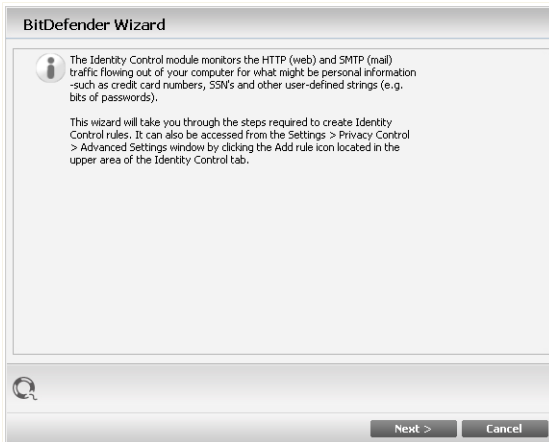 BitDefender Wizard
The Identity Control module monitors the HTTP (web) and SMTP (mail)
traffic flowing out of your computer for what might be personal information
-such as credit card numbers, SSN's and other user-defined strings (e.g.
bits of passwords).
This wizard will take you through the steps required to create Identity
Control rules. It can also be accessed from the Settings > Privacy Control
> Advanced Settings window by clicking the Add rule icon located in the
upper area of the Identity Control tab.
Next > Cancel